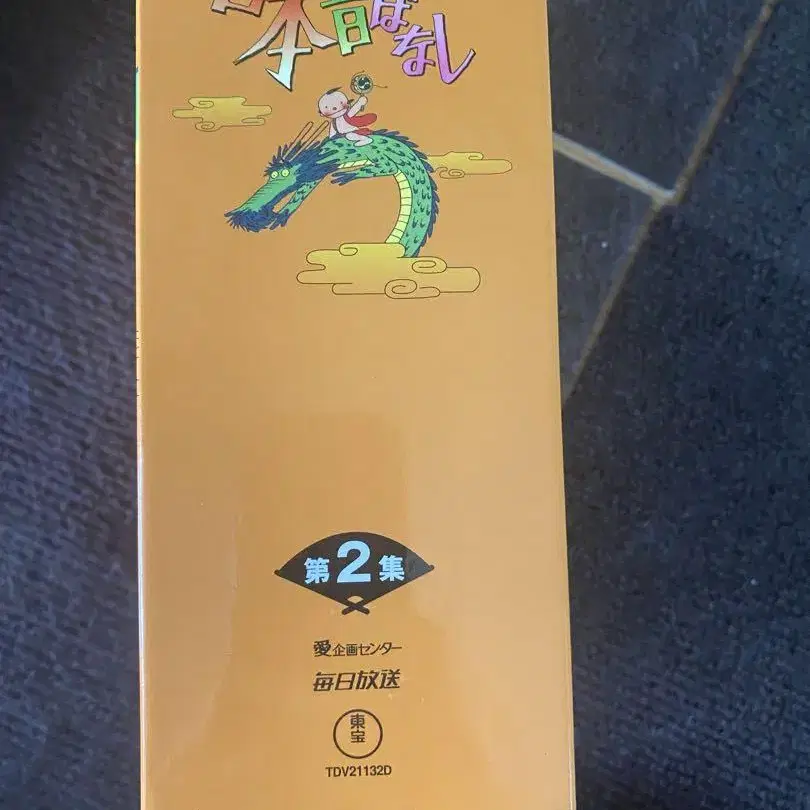 日本昔ばなし
第2集
愛企画センター
毎日放送
東宝
TDV21132D